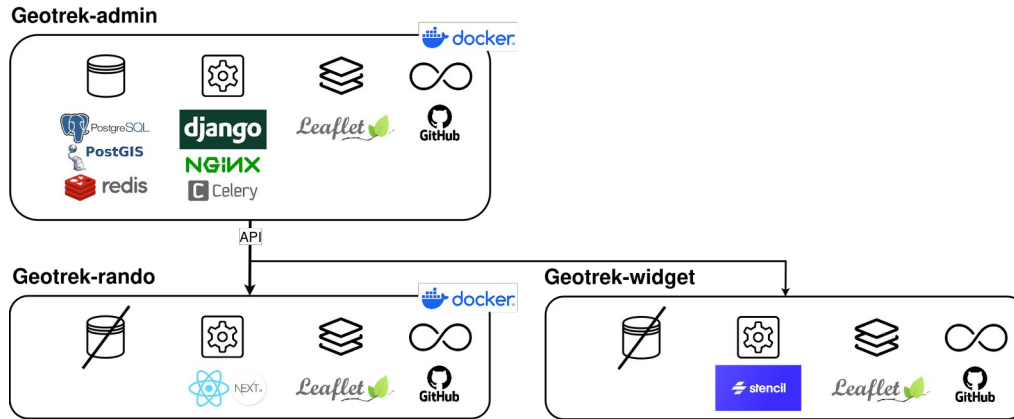 Geotrek-admin
docker
PostgreSQL
django
Leaflet
GitHub
PostGIS
NGINX
redis
C Celery
API
Geotrek-rando
docker
Geotrek-widget
NEXT.JS
Leaflet
GitHub
stencil
Leaflet
GitHub